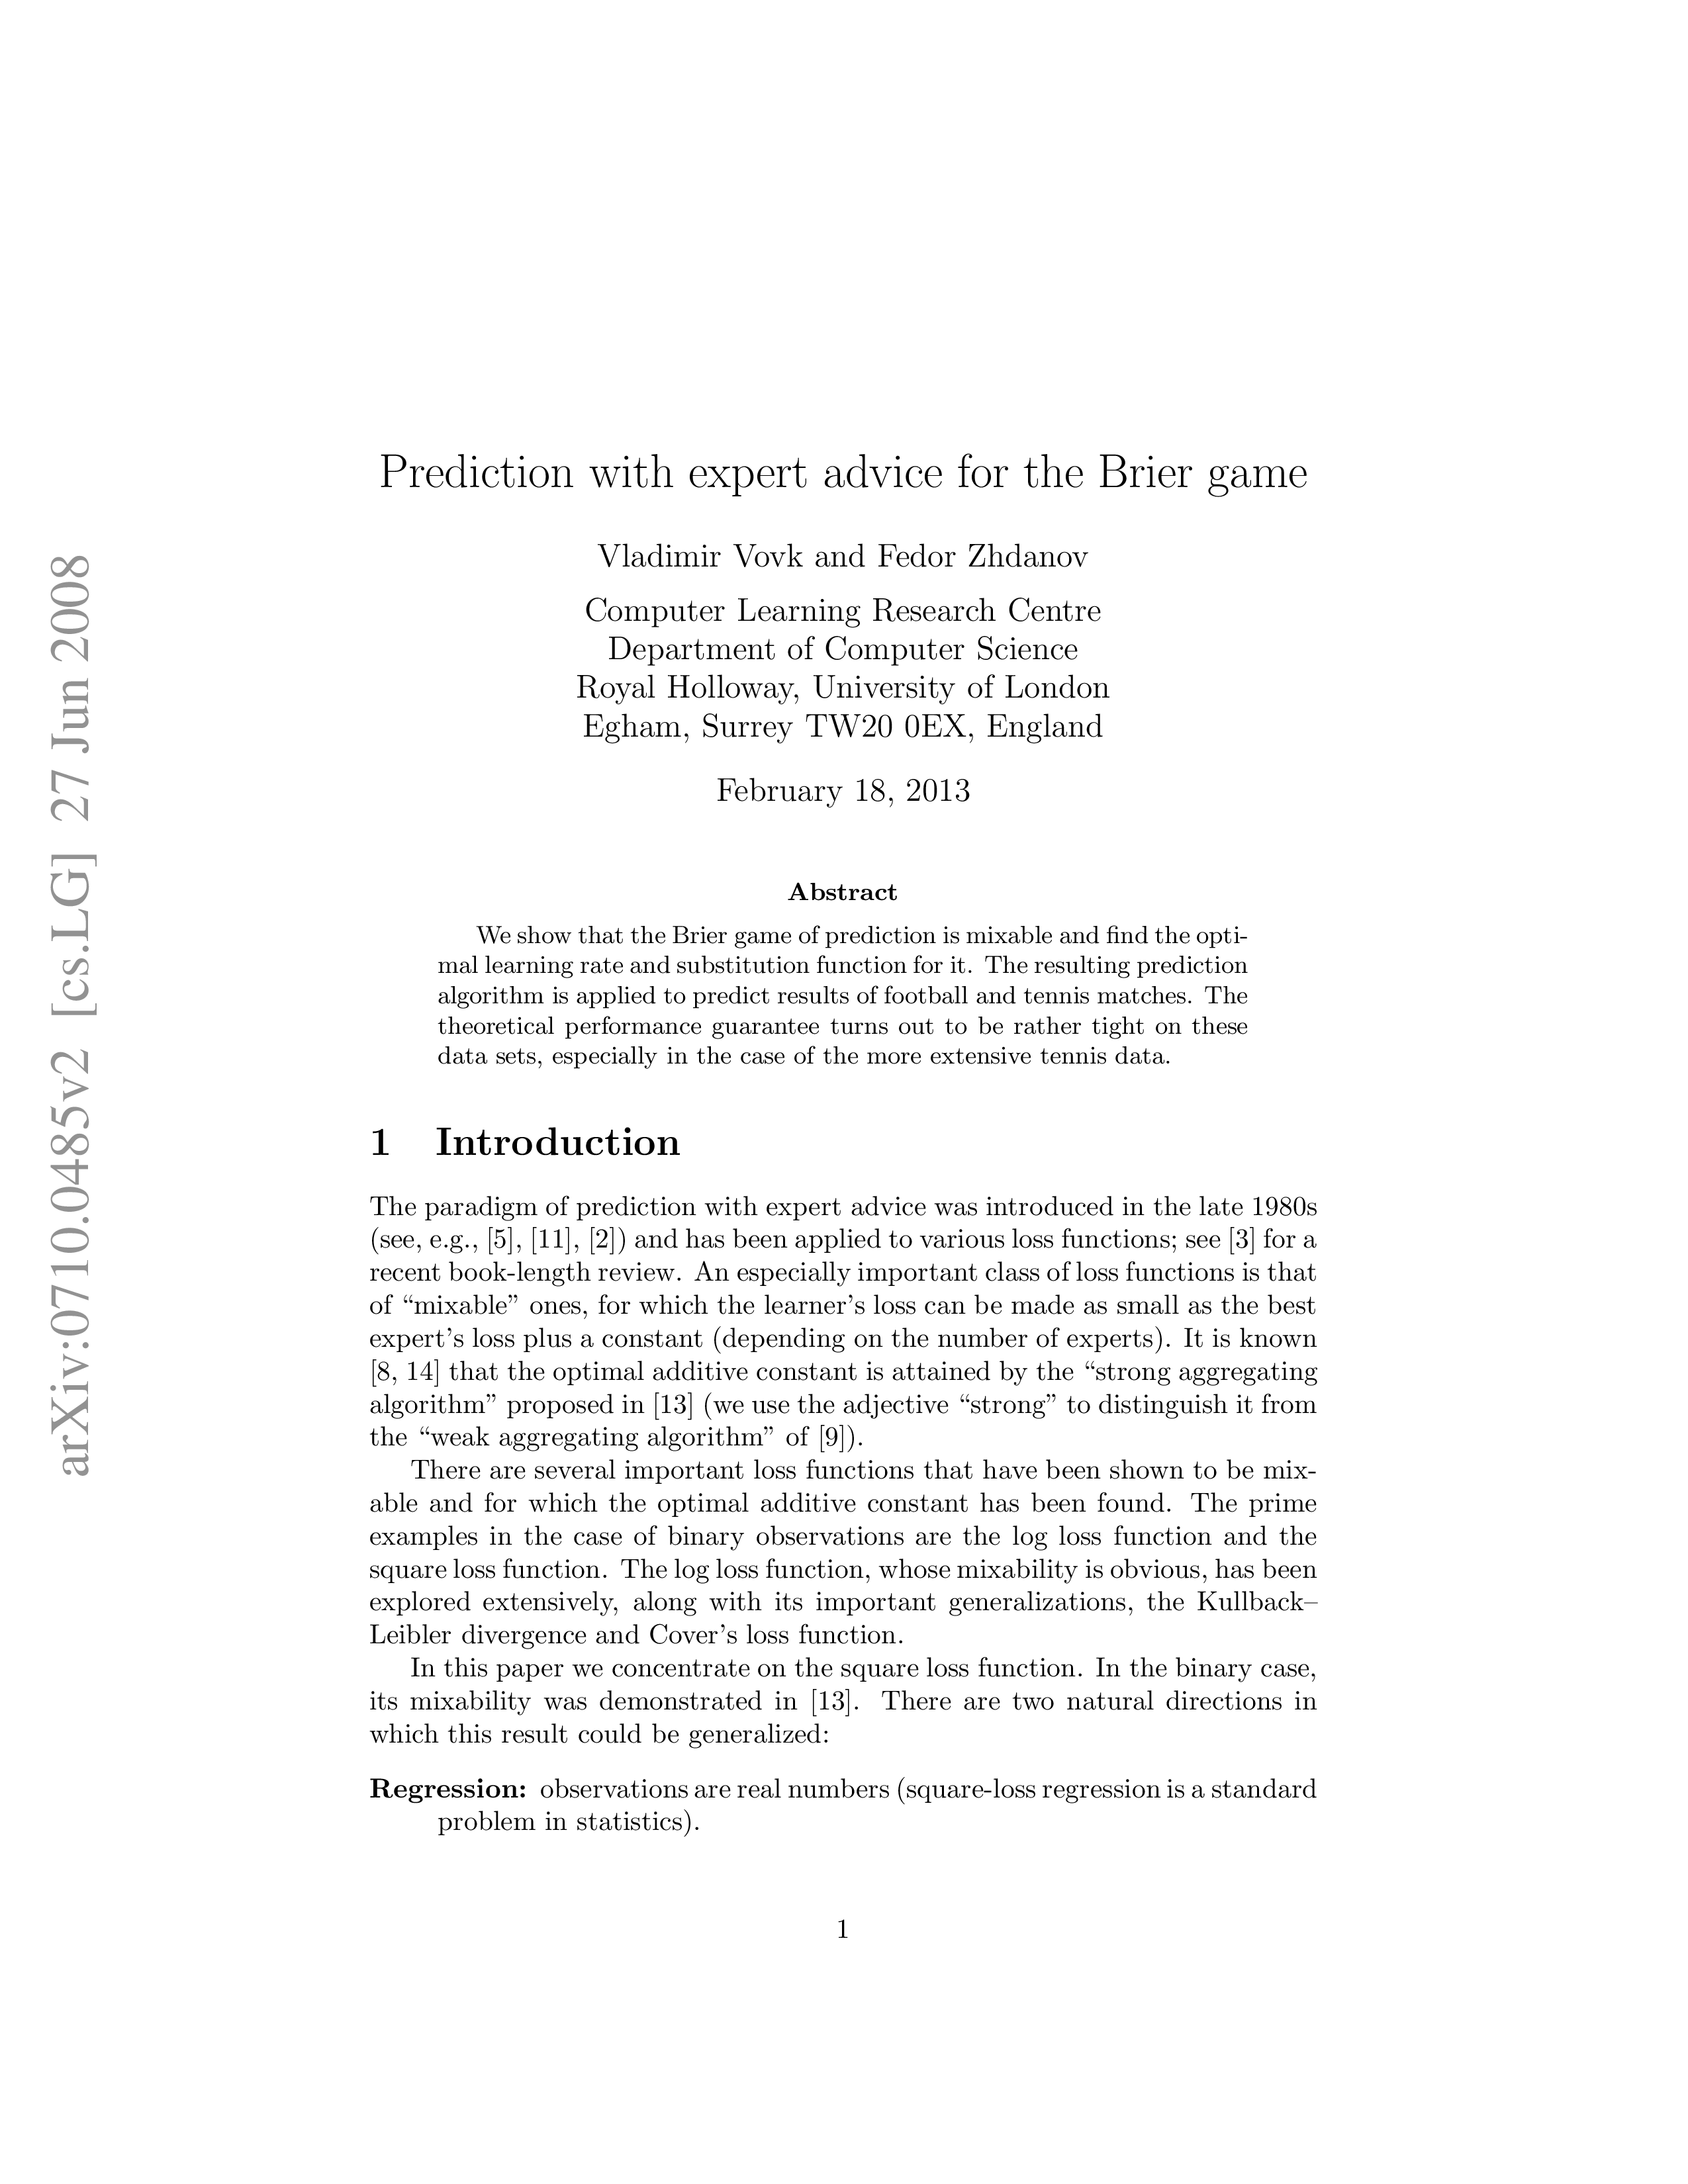 arXiv:0710.0485v2 [cs.LG] 27 Jun 2008
Prediction with expert advice for the Brier game
Vladimir Vovk and Fedor Zhdanov
Computer Learning Research Centre
Department of Computer Science
Royal Holloway, University of London
Egham, Surrey TW20 0EX, England
February 18, 2013
Abstract
We show that the Brier game of prediction is mixable and find the opti-
mal learning rate and substitution function for it. The resulting prediction
algorithm is applied to predict results of football and tennis matches. The
theoretical performance guarantee turns out to be rather tight on these
data sets, especially in the case of the more extensive tennis data.
1 Introduction
The paradigm of prediction with expert advice was introduced in the late 1980s
(see, e.g., [5], [11], [2]) and has been applied to various loss functions; see [3] for a
recent book-length review. An especially important class of loss functions is that
of “mixable” ones, for which the learner’s loss can be made as small as the best
expert’s loss plus a constant (depending on the number of experts). It is known
[8, 14] that the optimal additive constant is attained by the “strong aggregating
algorithm” proposed in [13] (we use the adjective “strong” to distinguish it from
the “weak aggregating algorithm” of [9]).
There are several important loss functions that have been shown to be mix-
able and for which the optimal additive constant has been found. The prime
examples in the case of binary observations are the log loss function and the
square loss function. The log loss function, whose mixability is obvious, has been
explored extensively, along with its important generalizations, the Kullback–
Leibler divergence and Cover’s loss function.
In this paper we concentrate on the square loss function. In the binary case,
its mixability was demonstrated in [13]. There are two natural directions in
which this result could be generalized:
Regression: observations are real numbers (square-loss regression is a standard
problem in statistics).
1